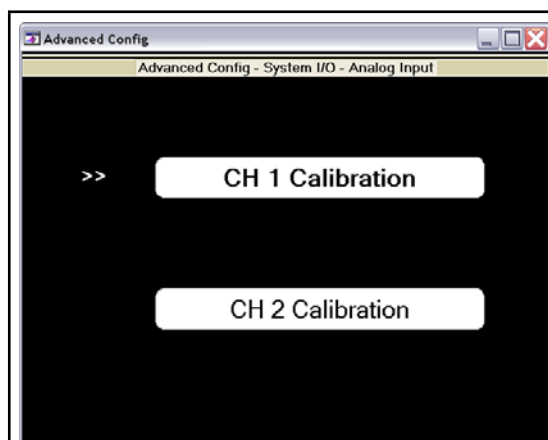 Advanced Config
Advanced Config - System I/O - Analog Input
>> CH 1 Calibration
CH 2 Calibration